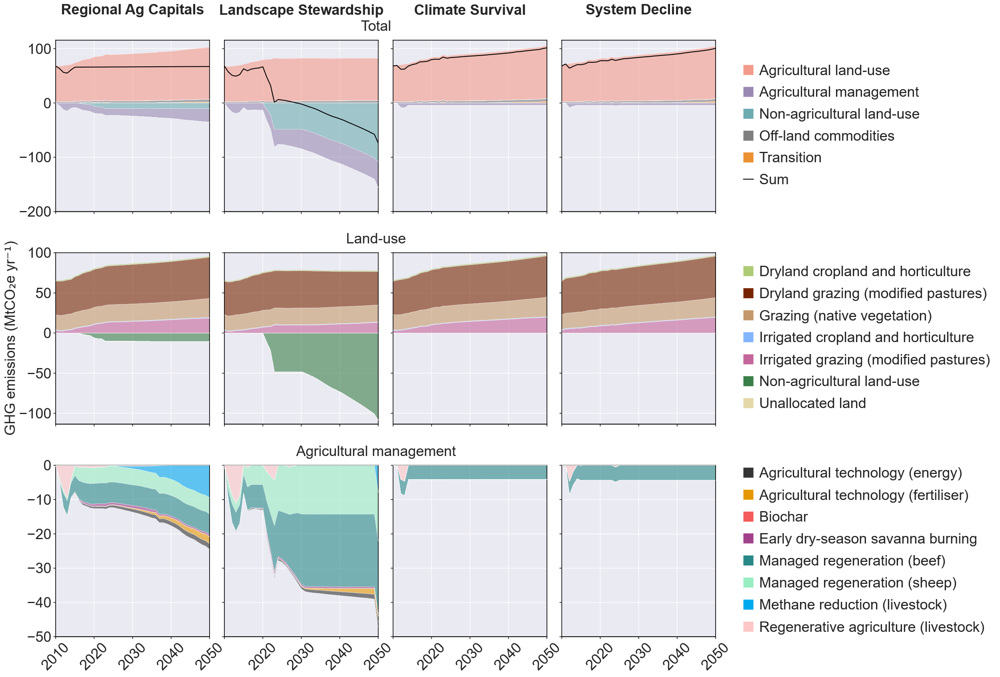 Regional Ag Capitals
Landscape Stewardship
Climate Survival
System Decline
Total
100
0
−100
−200
Agricultural land-use
Agricultural management
Non-agricultural land-use
Off-land commodities
Transition
Sum
GHG emissions (MtCO₂e yr⁻¹)
Land-use
100
50
0
−50
−100
Dryland cropland and horticulture
Dryland grazing (modified pastures)
Grazing (native vegetation)
Irrigated cropland and horticulture
Irrigated grazing (modified pastures)
Non-agricultural land-use
Unallocated land
Agricultural management
0
−10
−20
−30
−40
−50
Agricultural technology (energy)
Agricultural technology (fertiliser)
Biochar
Early dry-season savanna burning
Managed regeneration (beef)
Managed regeneration (sheep)
Methane reduction (livestock)
Regenerative agriculture (livestock)
2010 2020 2030 2040 2050
2020 2030 2040 2050
2020 2030 2040 2050
2020 2030 2040 2050